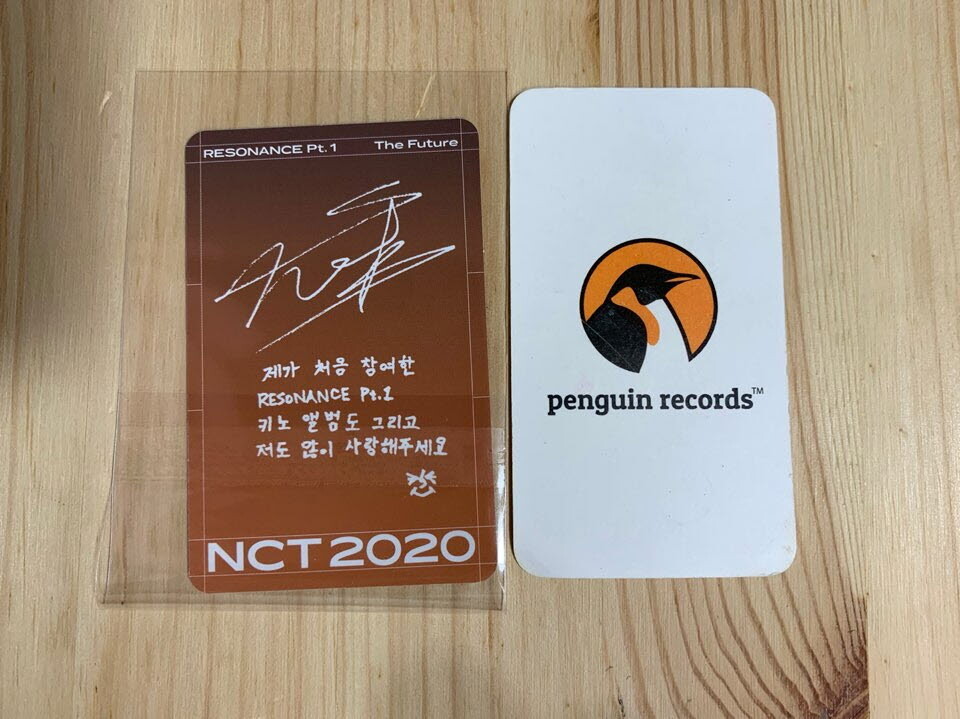 RESONANCE Pt.1 The Future
제가 처음 참여한
RESONANCE Pt.1
키노 앨범도 그리고
저도 많이 사랑해주세요
NCT 2020
penguin records™